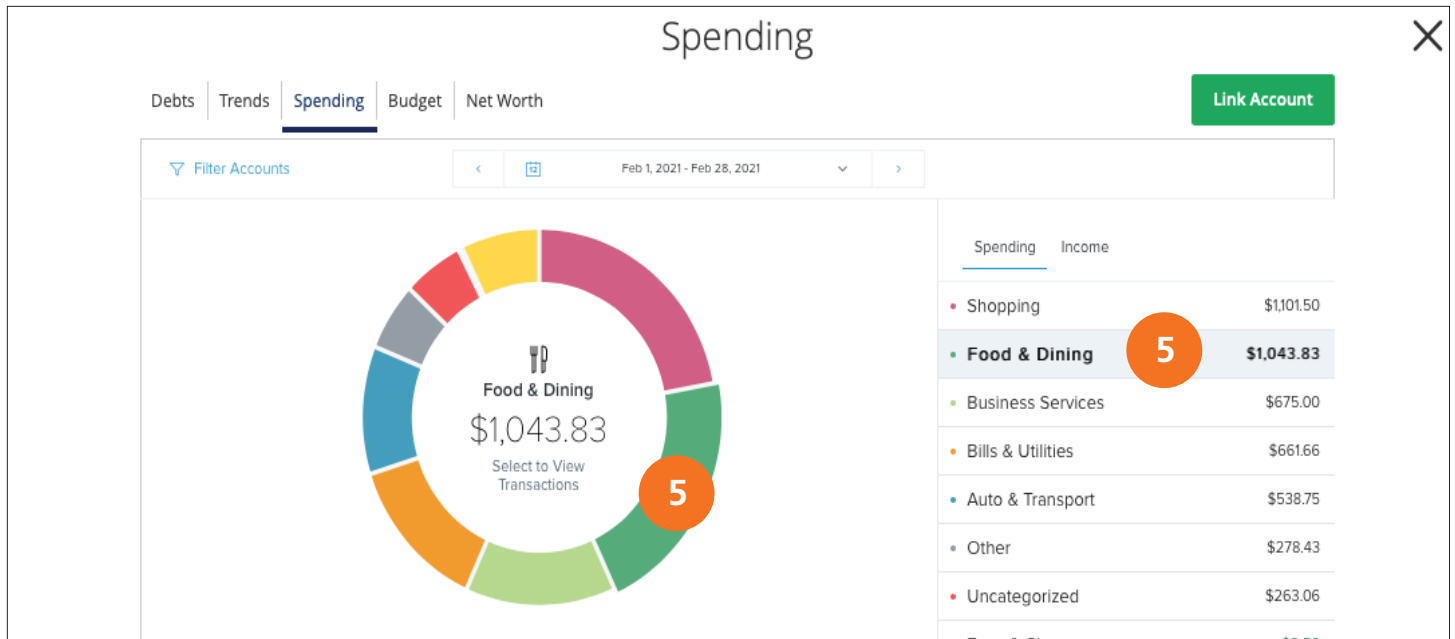 Spending
Debts Trends Spending Budget Net Worth
Link Account
Filter Accounts
12 Feb 1, 2021 - Feb 28, 2021
Spending Income
Shopping $1,101.50
Food & Dining 5 $1,043.83
Business Services $675.00
Bills & Utilities $661.66
Auto & Transport $538.75
Other $278.43
Uncategorized $263.06
Food & Dining
$1,043.83
Select to View
Transactions
5